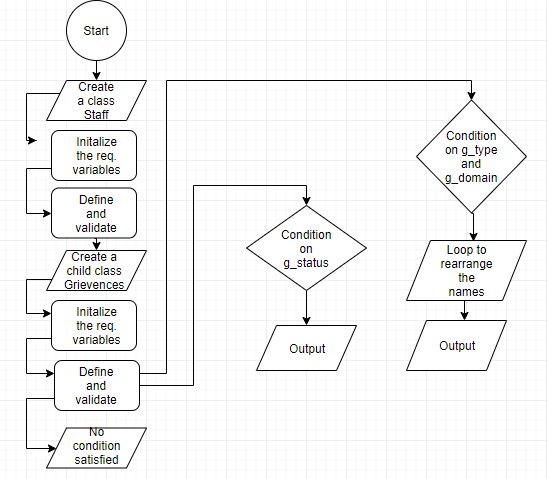 Start
Create
a class
Staff
Initalize
the req.
variables
Define
and
validate
Create a
child class
Grievences
Initalize
the req.
variables
Define
and
validate
No
condition
satisfied
Condition
on
g_status
Output
Condition
on g_type
and
g_domain
Loop to
rearrange
the
names
Output